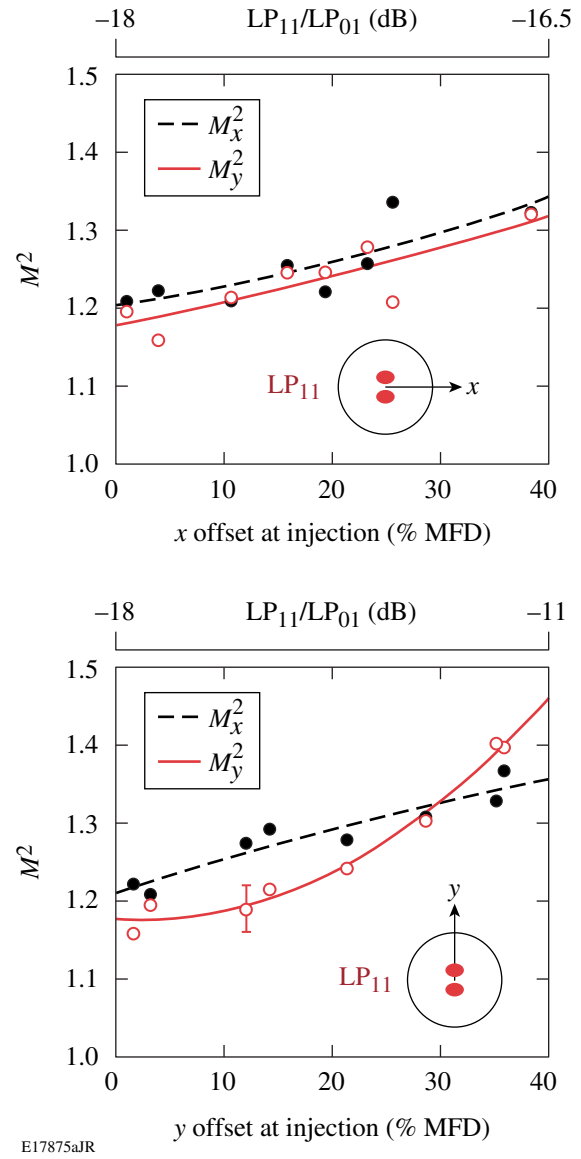 −18 LP₁₁/LP₀₁ (dB) −16.5
1.5
1.4
1.3
1.2
1.1
1.0
M²
M²ₓ
M²ᵧ
LP₁₁
x
0 10 20 30 40
x offset at injection (% MFD)
−18 LP₁₁/LP₀₁ (dB) −11
1.5
1.4
1.3
1.2
1.1
1.0
M²
M²ₓ
M²ᵧ
y
LP₁₁
0 10 20 30 40
y offset at injection (% MFD)
E17875aJR